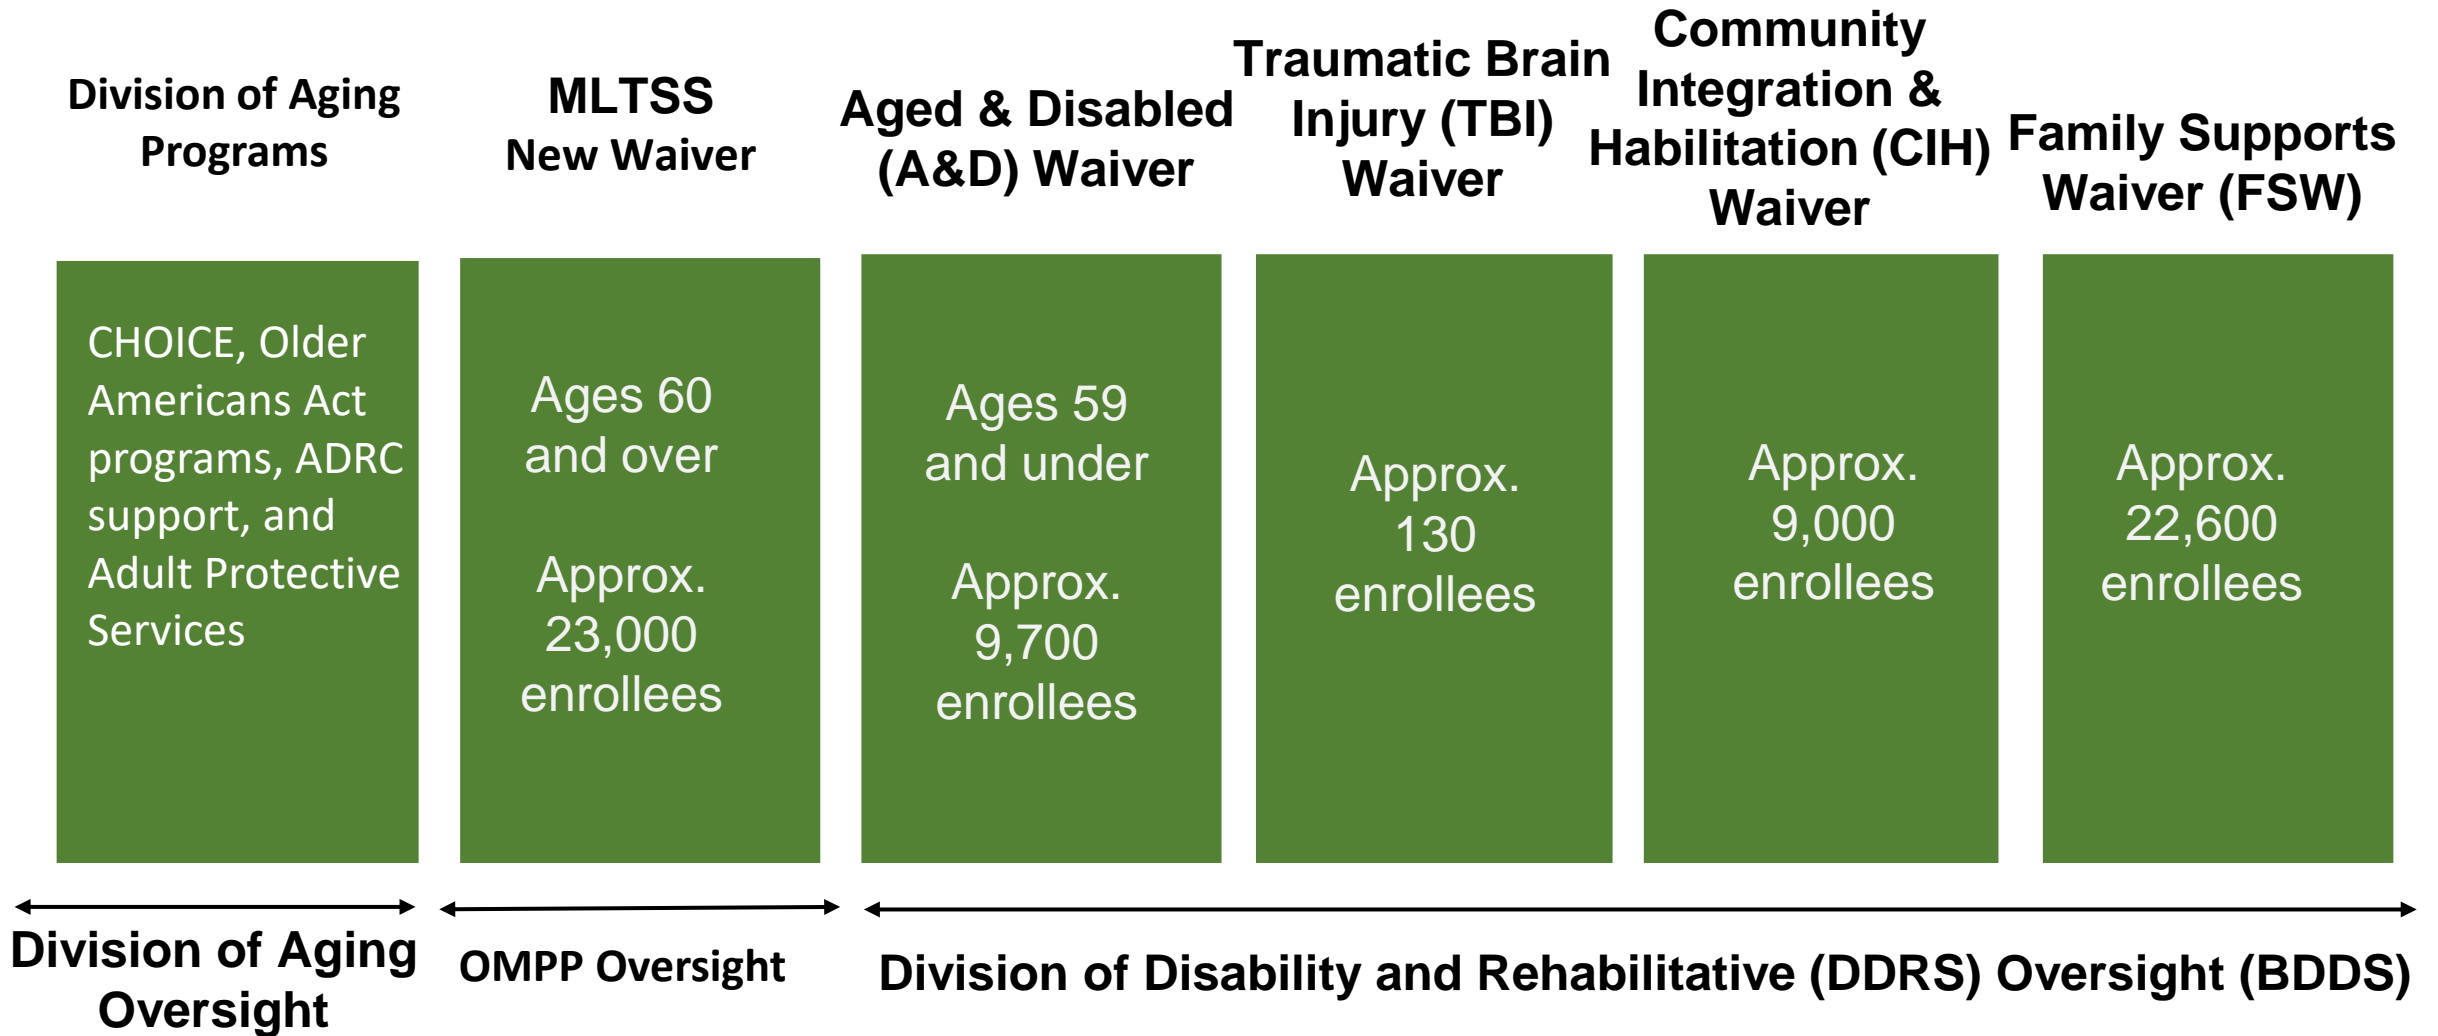 Division of Aging
Programs
MLTSS
New Waiver
Aged & Disabled
(A&D) Waiver
Traumatic Brain
Injury (TBI)
Waiver
Community
Integration &
Habilitation (CIH)
Waiver
Family Supports
Waiver (FSW)
CHOICE, Older
Americans Act
programs, ADRC
support, and
Adult Protective
Services
Ages 60
and over
Approx.
23,000
enrollees
Ages 59
and under
Approx.
9,700
enrollees
Approx.
130
enrollees
Approx.
9,000
enrollees
Approx.
22,600
enrollees
Division of Aging
Oversight
OMPP Oversight
Division of Disability and Rehabilitative (DDRS) Oversight (BDDS)